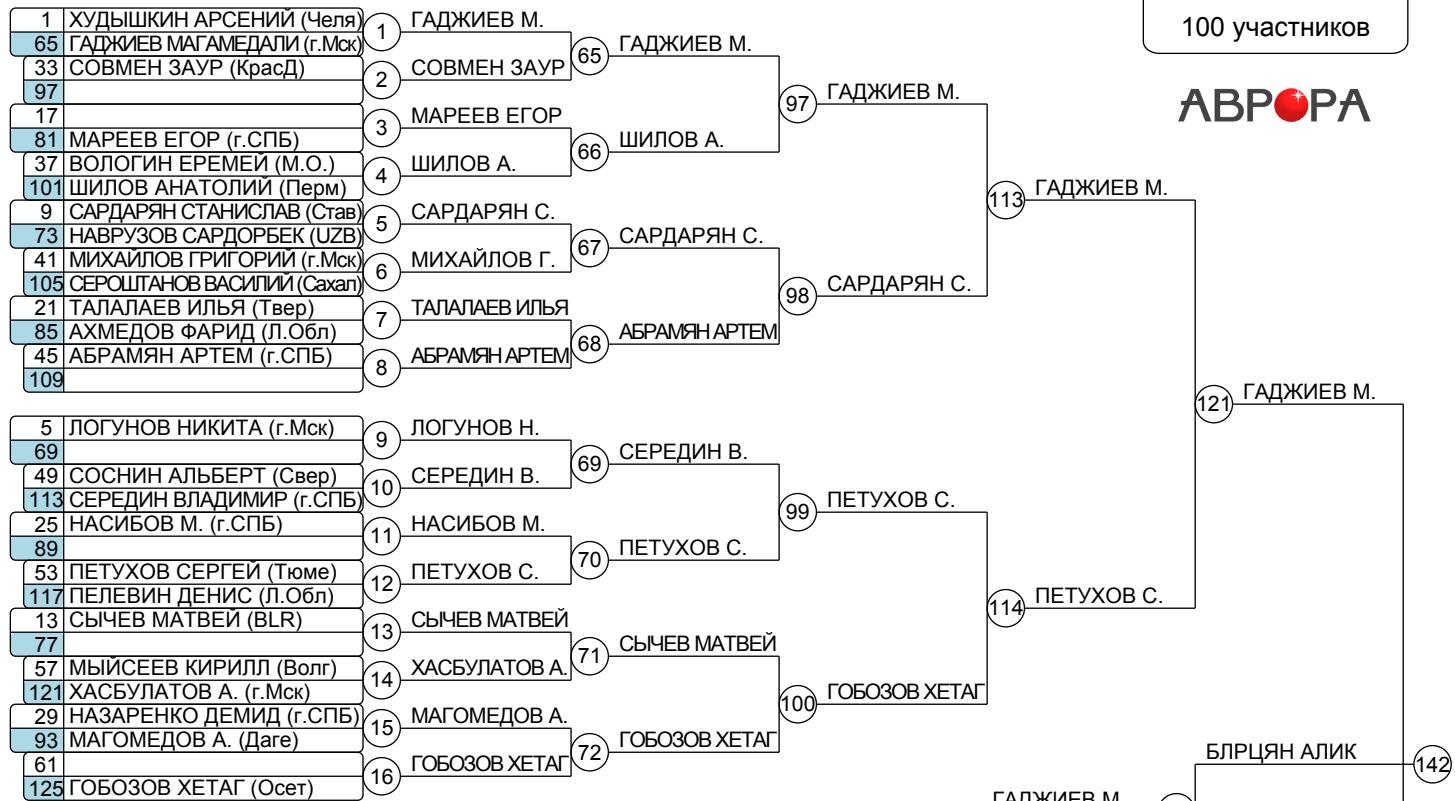 100 участников
АВРОРА
1 ХУДЫШКИН АРСЕНИЙ (Челя)
65 ГАДЖИЕВ МАГАМЕДАЛИ (г.Мск)
33 СОВМЕН ЗАУР (КрасД)
97
17
81 МАРЕЕВ ЕГОР (г.СПБ)
37 ВОЛОГИН ЕРЕМЕЙ (М.О.)
101 ШИЛОВ АНАТОЛИЙ (Перм)
9 САРДАРЯН СТАНИСЛАВ (Став)
73 НАВРУЗОВ САРДОРБЕК (UZB)
41 МИХАЙЛОВ ГРИГОРИЙ (г.Мск)
105 СЕРОШТАНОВ ВАСИЛИЙ (Сахал)
21 ТАЛАЛАЕВ ИЛЬЯ (Твер)
85 АХМЕДОВ ФАРИД (Л.Обл)
45 АБРАМЯН АРТЕМ (г.СПБ)
109
5 ЛОГУНОВ НИКИТА (г.Мск)
69
49 СОСНИН АЛЬБЕРТ (Свер)
113 СЕРЕДИН ВЛАДИМИР (г.СПБ)
25 НАСИБОВ М. (г.СПБ)
89
53 ПЕТУХОВ СЕРГЕЙ (Тюме)
117 ПЕЛЕВИН ДЕНИС (Л.Обл)
13 СЫЧЕВ МАТВЕЙ (BLR)
77
57 МЫЙСЕЕВ КИРИЛЛ (Волг)
121 ХАСБУЛАТОВ А. (г.Мск)
29 НАЗАРЕНКО ДЕМИД (г.СПБ)
93 МАГОМЕДОВ А. (Даге)
61
125 ГОБОЗОВ ХЕТАГ (Осет)
1 ГАДЖИЕВ М.
2 СОВМЕН ЗАУР
3 МАРЕЕВ ЕГОР
4 ШИЛОВ А.
5 САРДАРЯН С.
6 МИХАЙЛОВ Г.
7 ТАЛАЛАЕВ ИЛЬЯ
8 АБРАМЯН АРТЕМ
9 ЛОГУНОВ Н.
10 СЕРЕДИН В.
11 НАСИБОВ М.
12 ПЕТУХОВ С.
13 СЫЧЕВ МАТВЕЙ
14 ХАСБУЛАТОВ А.
15 МАГОМЕДОВ А.
16 ГОБОЗОВ ХЕТАГ
65 ГАДЖИЕВ М.
66 ШИЛОВ А.
67 САРДАРЯН С.
68 АБРАМЯН АРТЕМ
69 СЕРЕДИН В.
70 ПЕТУХОВ С.
71 СЫЧЕВ МАТВЕЙ
72 ГОБОЗОВ ХЕТАГ
97 ГАДЖИЕВ М.
98 САРДАРЯН С.
99 ПЕТУХОВ С.
100 ГОБОЗОВ ХЕТАГ
113 ГАДЖИЕВ М.
114 ПЕТУХОВ С.
121 ГАДЖИЕВ М.
БЛРЦЯН АЛИК
142
ГАДЖИЕВ М.